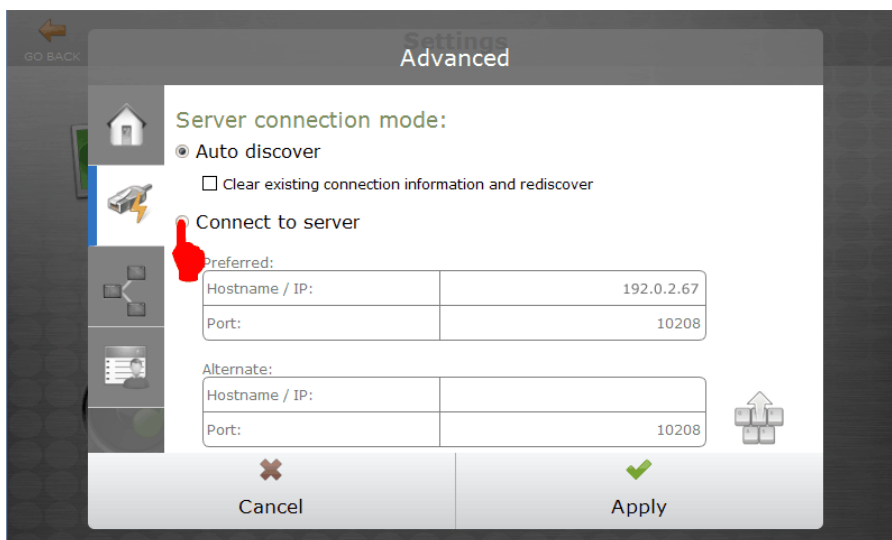 Settings
GO BACK
Advanced
Server connection mode:
Auto discover
Clear existing connection information and rediscover
Connect to server
Preferred:
Hostname / IP: 192.0.2.67
Port: 10208
Alternate:
Hostname / IP:
Port: 10208
Cancel
Apply